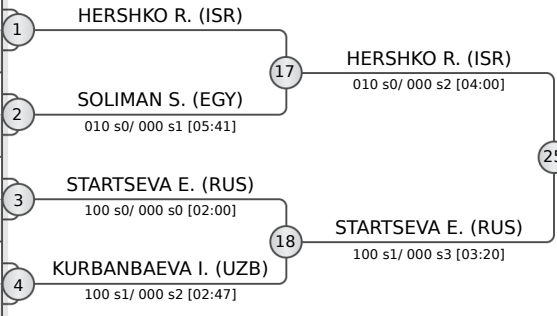 HERSHKO R. (ISR)
1
17
HERSHKO R. (ISR)
010 s0/ 000 s2 [04:00]
SOLIMAN S. (EGY)
2
010 s0/ 000 s1 [05:41]
25
STARTSEVA E. (RUS)
3
100 s0/ 000 s0 [02:00]
18
STARTSEVA E. (RUS)
100 s1/ 000 s3 [03:20]
KURBANBAEVA I. (UZB)
4
100 s1/ 000 s2 [02:47]